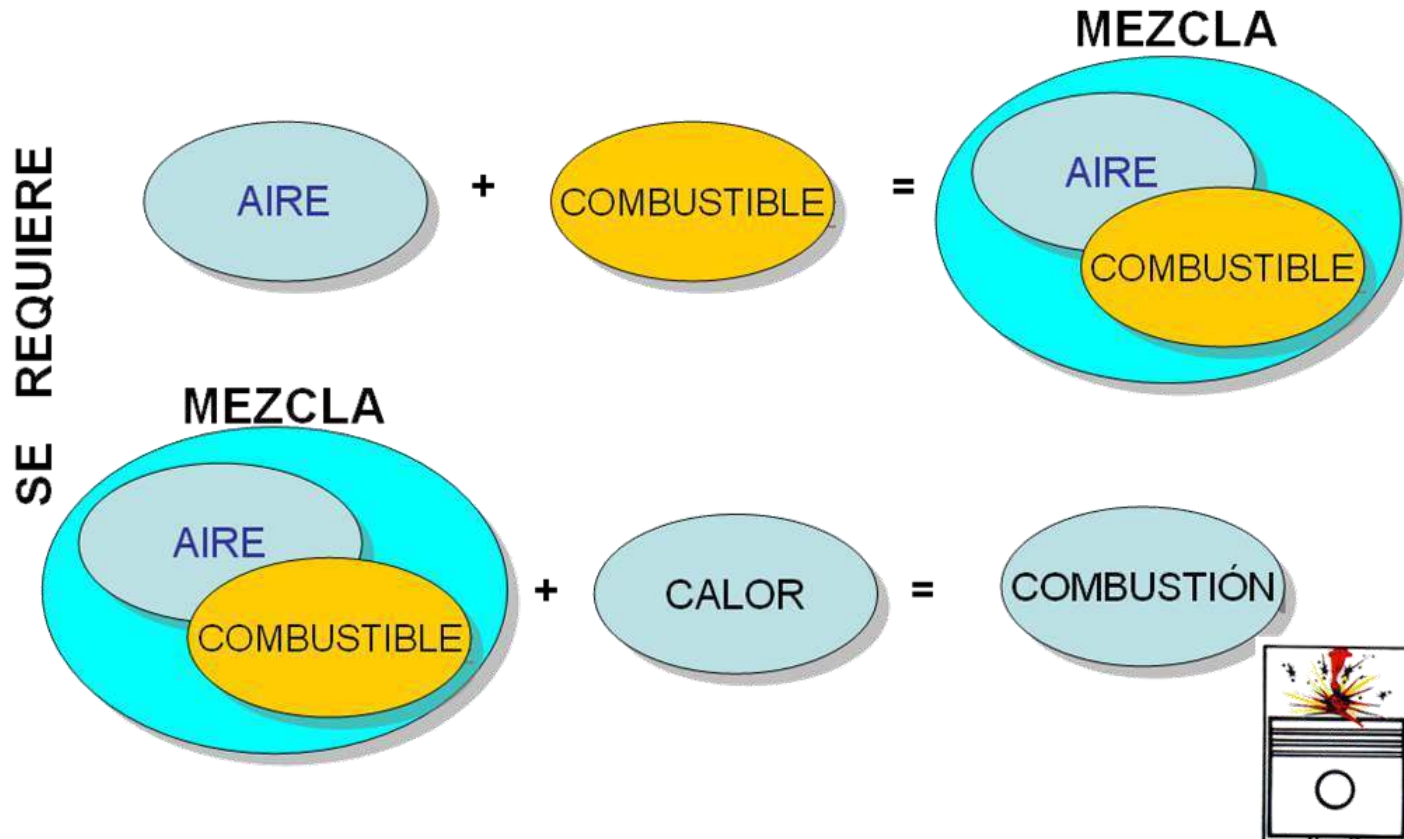 SE REQUIERE
MEZCLA
AIRE
+
COMBUSTIBLE
=
AIRE
COMBUSTIBLE
MEZCLA
AIRE
COMBUSTIBLE
+
CALOR
=
COMBUSTIÓN